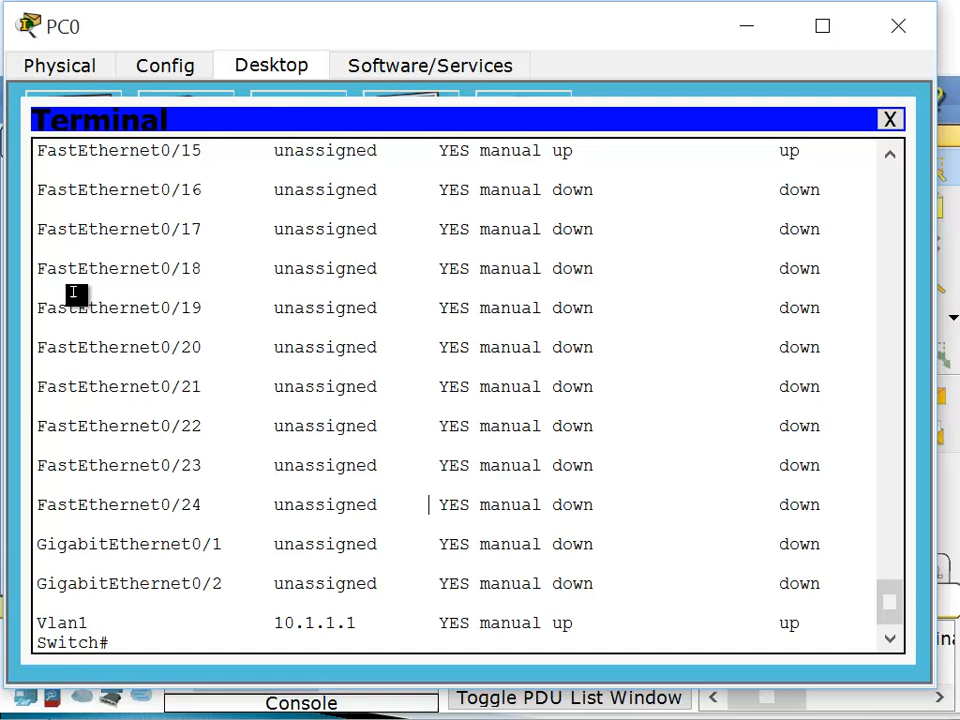 PC0
Physical Config Desktop Software/Services
Terminal X
FastEthernet0/15 unassigned YES manual up up
FastEthernet0/16 unassigned YES manual down down
FastEthernet0/17 unassigned YES manual down down
FastEthernet0/18 unassigned YES manual down down
FastEthernet0/19 unassigned YES manual down down
FastEthernet0/20 unassigned YES manual down down
FastEthernet0/21 unassigned YES manual down down
FastEthernet0/22 unassigned YES manual down down
FastEthernet0/23 unassigned YES manual down down
FastEthernet0/24 unassigned YES manual down down
GigabitEthernet0/1 unassigned YES manual down down
GigabitEthernet0/2 unassigned YES manual down down
Vlan1 10.1.1.1 YES manual up up
Switch#
Console Toggle PDU List Window